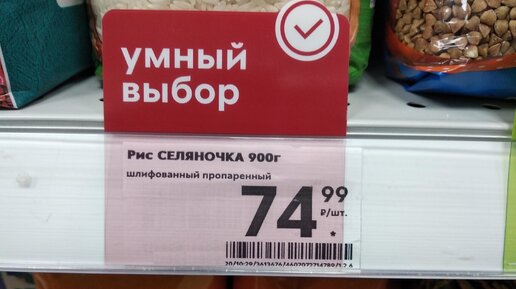 умный
выбор
Рис СЕЛЯНОЧКА 900г
шлифованный пропаренный
74 99
₽/шт.